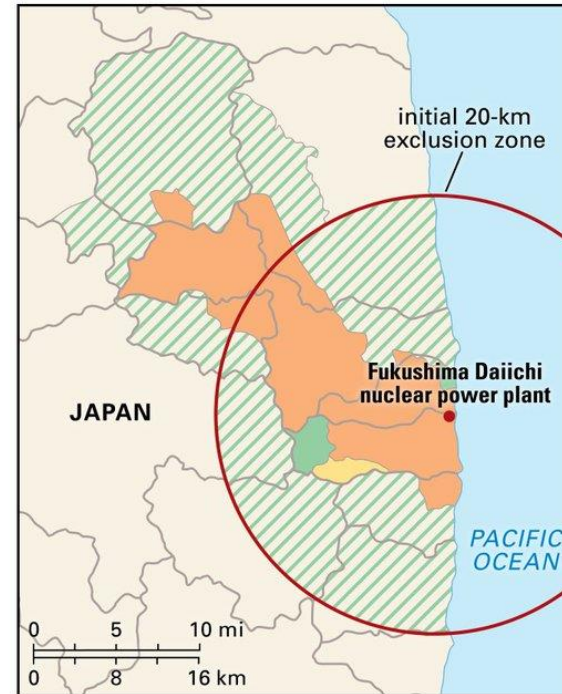 initial 20-km
exclusion zone
Fukushima Daiichi
nuclear power plant
JAPAN
PACIFIC
OCEAN
0 5 10 mi
0 8 16 km